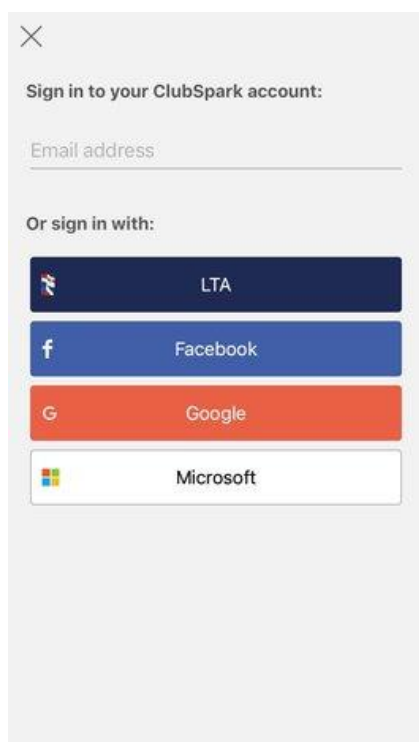 Sign in to your ClubSpark account:
Email address
Or sign in with:
LTA
Facebook
Google
Microsoft